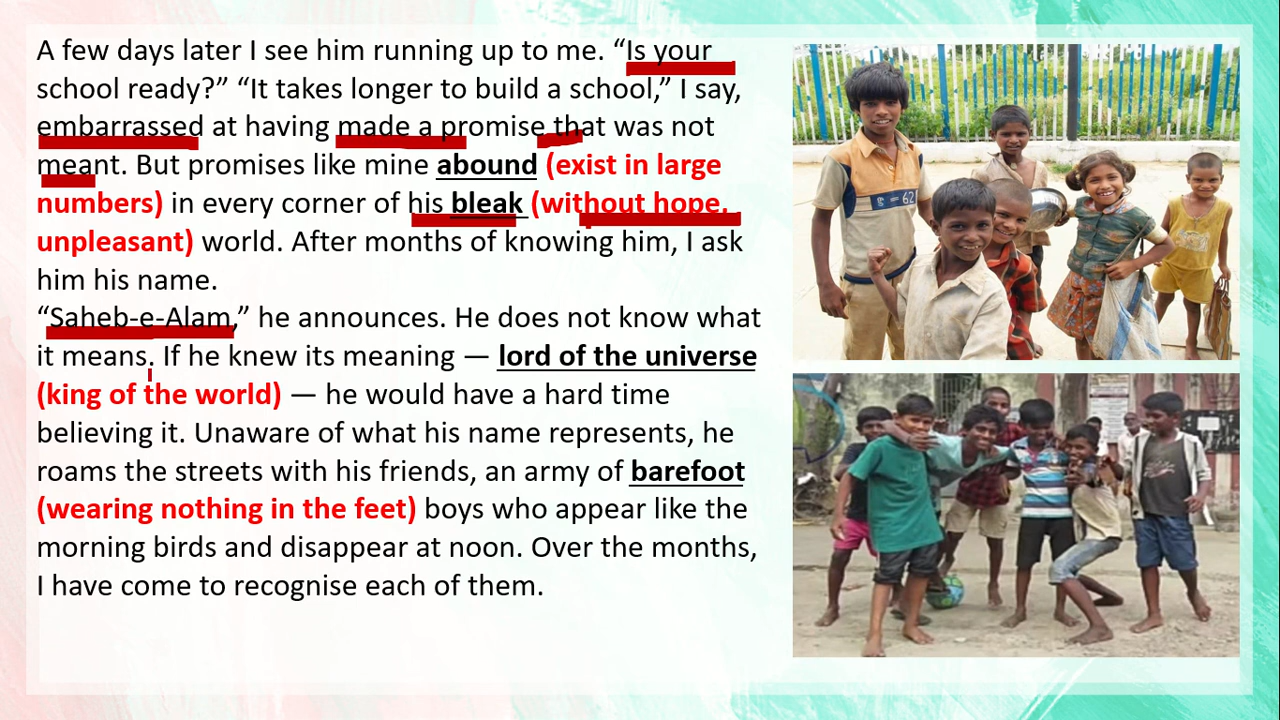 A few days later I see him running up to me. “Is your
school ready?” “It takes longer to build a school,” I say,
embarrassed at having made a promise that was not
meant. But promises like mine abound (exist in large
numbers) in every corner of his bleak (without hope,
unpleasant) world. After months of knowing him, I ask
him his name.
“Saheb-e-Alam,” he announces. He does not know what
it means. If he knew its meaning — lord of the universe
(king of the world) — he would have a hard time
believing it. Unaware of what his name represents, he
roams the streets with his friends, an army of barefoot
(wearing nothing in the feet) boys who appear like the
morning birds and disappear at noon. Over the months,
I have come to recognise each of them.
62